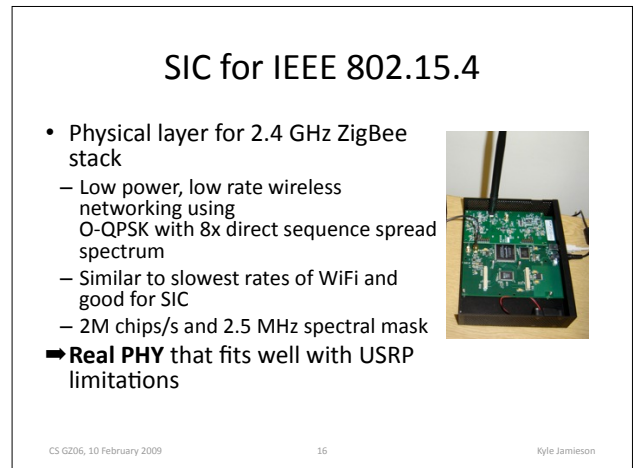 SIC for IEEE 802.15.4
• Physical layer for 2.4 GHz ZigBee
stack
– Low power, low rate wireless
networking using
O-QPSK with 8x direct sequence spread
spectrum
– Similar to slowest rates of WiFi and
good for SIC
– 2M chips/s and 2.5 MHz spectral mask
➡Real PHY that fits well with USRP
limitations
CS GZ06, 10 February 2009 16 Kyle Jamieson